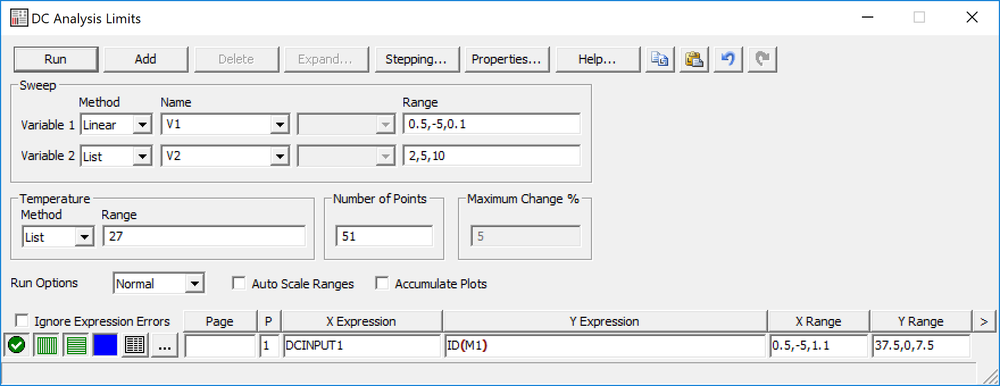 DC Analysis Limits
Run Add Delete Expand... Stepping... Properties... Help...
Sweep
Method Name Range
Variable 1 Linear V1 0.5,-5,0.1
Variable 2 List V2 2,5,10
Temperature Number of Points Maximum Change %
Method Range
List 27 51 5
Run Options Normal Auto Scale Ranges Accumulate Plots
Ignore Expression Errors Page P X Expression Y Expression X Range Y Range >
... 1 DCINPUT1 ID(M1) 0.5,-5,1.1 37.5,0,7.5